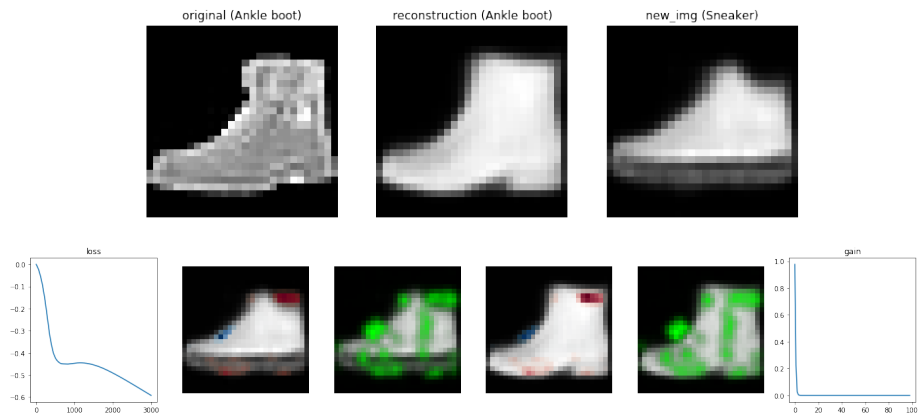 original (Ankle boot)
reconstruction (Ankle boot)
new_img (Sneaker)
loss
gain
0.0
−0.1
−0.2
−0.3
−0.4
−0.5
−0.6
0 1000 2000 3000
1.0
0.8
0.6
0.4
0.2
0.0
0 20 40 60 80 100